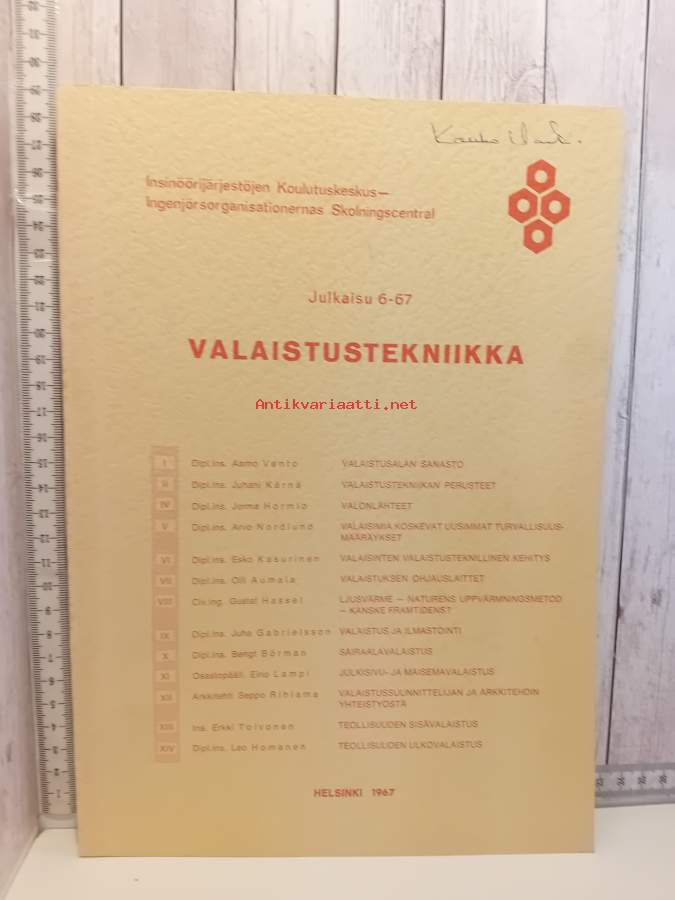 Insinöörijärjestöjen Koulutuskeskus—
Ingenjörsorganisationernas Skolningscentral
Julkaisu 6-67
VALAISTUSTEKNIIKKA
Antikvariaatti.net
I Dipl.ins. Aarno Vanto VALAISTUSALAN SANASTO
II Dipl.ins. Juhani Kärnä VALAISTUSTEKNIIKAN PERUSTEET
IV Dipl.ins. Jorma Hormio VALONLÄHTEET
V Dipl.ins. Arvo Nordlund VALAISIMIA KOSKEVAT UUSIMMAT TURVALLISUUS-
MÄÄRÄYKSET
VI Dipl.ins. Esko Kasurinen VALAISINTEN VALAISTUSTEKNILLINEN KEHITYS
VII Dipl.ins. Olli Aumala VALAISTUKSEN OHJAUSLAITTEET
VIII Civ.ing. Gustaf Hassel LJUSVÄRME — NATURENS UPPVÄRMNINGSMETOD
— KANSKE FRAMTIDENS?
IX Dipl.ins. Juha Gabrielsson VALAISTUS JA ILMASTOINTI
X Dipl.ins. Bengt Börman SAIRAALAVALAISTUS
XI Osastopääll. Eino Lampi JULKISIVU- JA MAISEMAVALAISTUS
XII Arkkitehti Seppo Rihlama VALAISTUSSUUNNITTELIJAN JA ARKKITEHDIN
YHTEISTYÖSTÄ
XIII Ins. Erkki Toivonen TEOLLISUUDEN SISÄVALAISTUS
XIV Dipl.ins. Leo Homanen TEOLLISUUDEN ULKOVALAISTUS
HELSINKI 1967